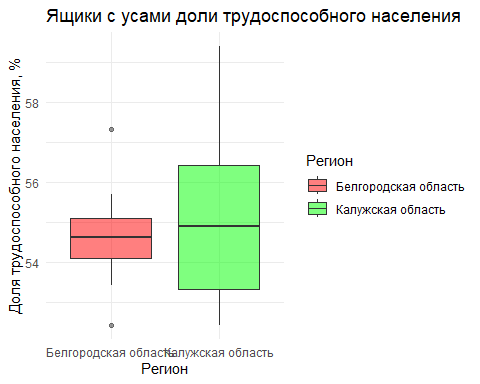 Ящики с усами доли трудоспособного населения
Доля трудоспособного населения, %
58
56
54
Белгородская область
Калужская область
Регион
Регион
Белгородская область
Калужская область